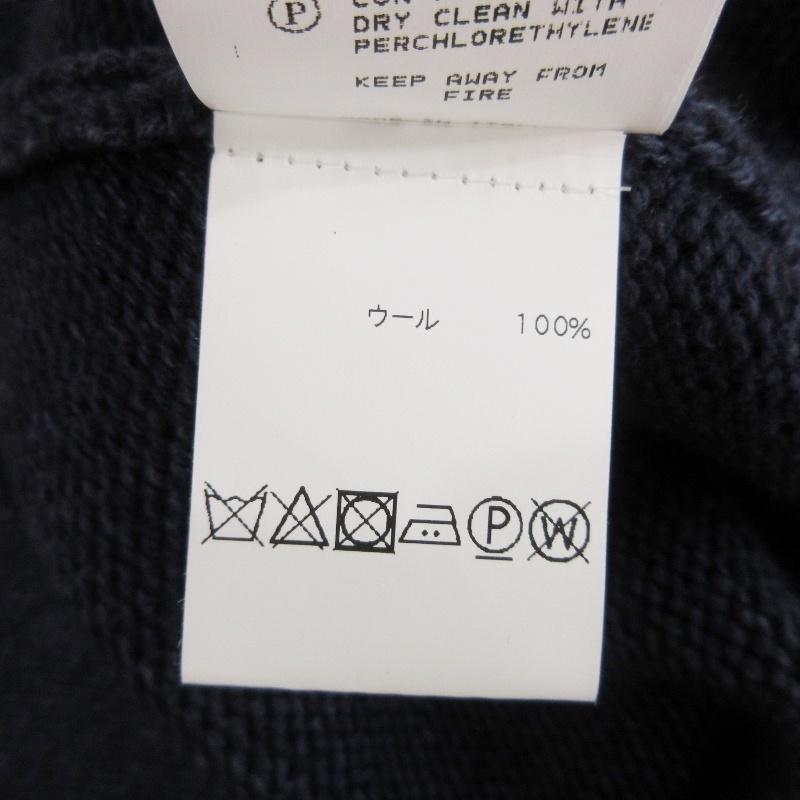 P
DRY CLEAN WITH
PERCHLORETHYLENE
KEEP AWAY FROM
FIRE
ウール 100%
P W